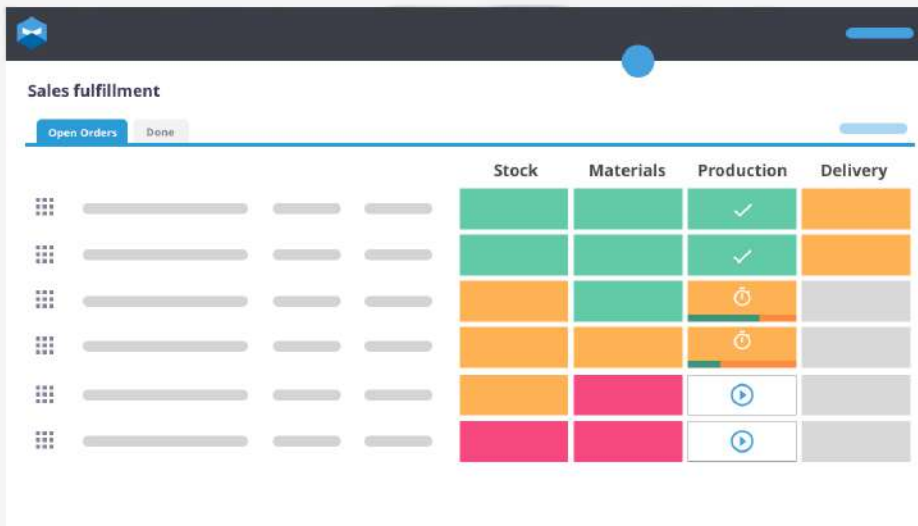 Sales fulfillment
Open Orders Done
Stock Materials Production Delivery